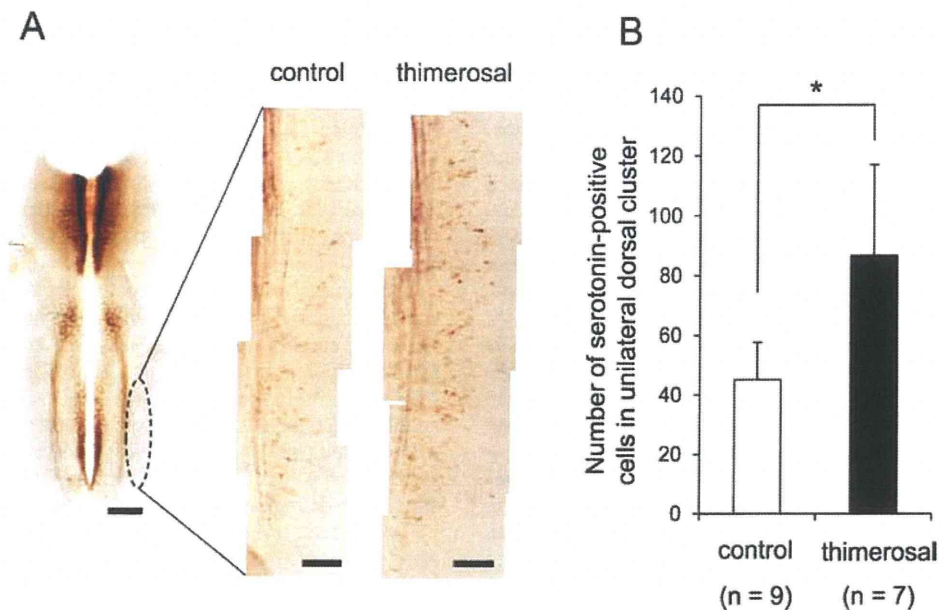 A
control
thimerosal
B
Number of serotonin-positive
cells in unilateral dorsal cluster
140
120
100
80
60
40
20
0
*
control
thimerosal
(n = 9)
(n = 7)